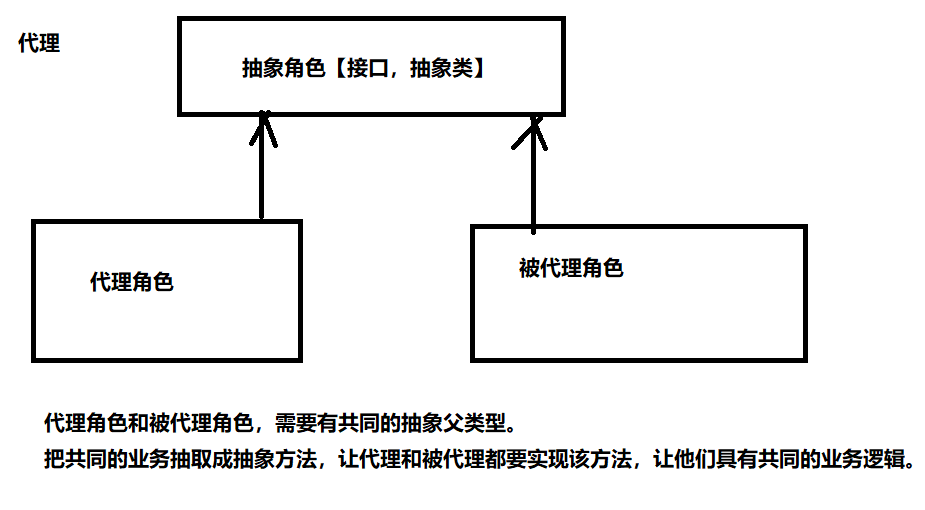 代理
抽象角色【接口，抽象类】
代理角色
被代理角色
代理角色和被代理角色，需要有共同的抽象父类型。
把共同的业务抽取成抽象方法，让代理和被代理都要实现该方法，让他们具有共同的业务逻辑。